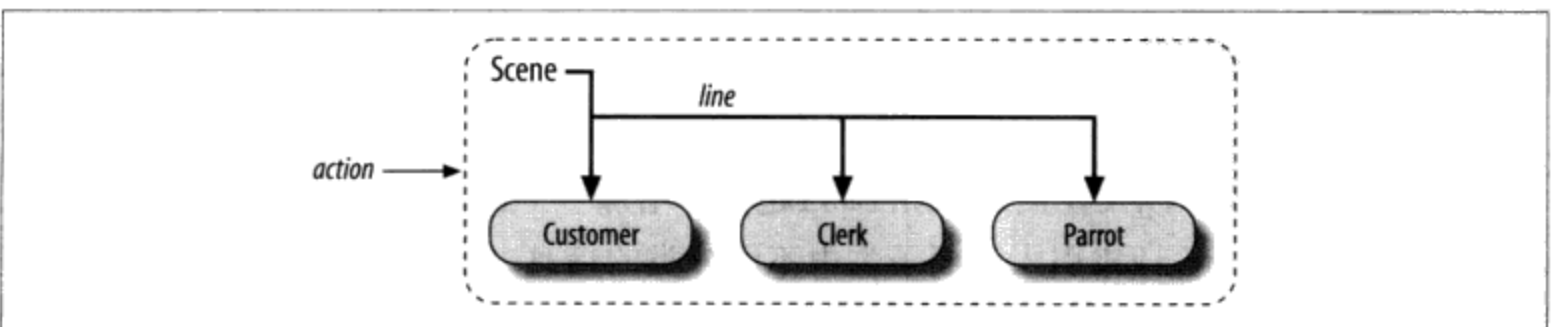 Scene
line
action
Customer
Clerk
Parrot